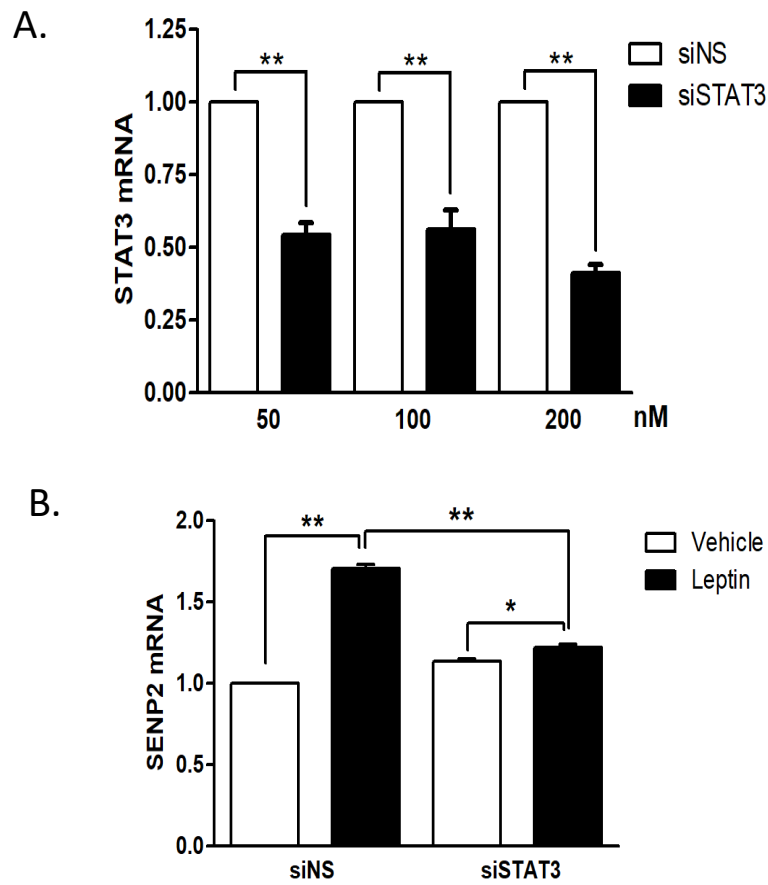 A.
STAT3 mRNA
1.25
1.00
0.75
0.50
0.25
0.00
** ** **
siNS
siSTAT3
50 100 200 nM
B.
SENP2 mRNA
2.0
1.5
1.0
0.5
0.0
** **
*
Vehicle
Leptin
siNS siSTAT3